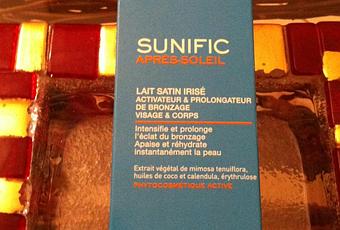 SUNIFIC
APRÈS-SOLEIL
LAIT SATIN IRISÉ
ACTIVATEUR & PROLONGATEUR
DE BRONZAGE
VISAGE & CORPS
Intensifie et prolonge
l'éclat du bronzage
Apaise et réhydrate
instantanément la peau
Extrait végétal de mimosa tenuiflora,
huiles de coco et calendula, érythrulose
PHYTOCOSMÉTIQUE ACTIVE